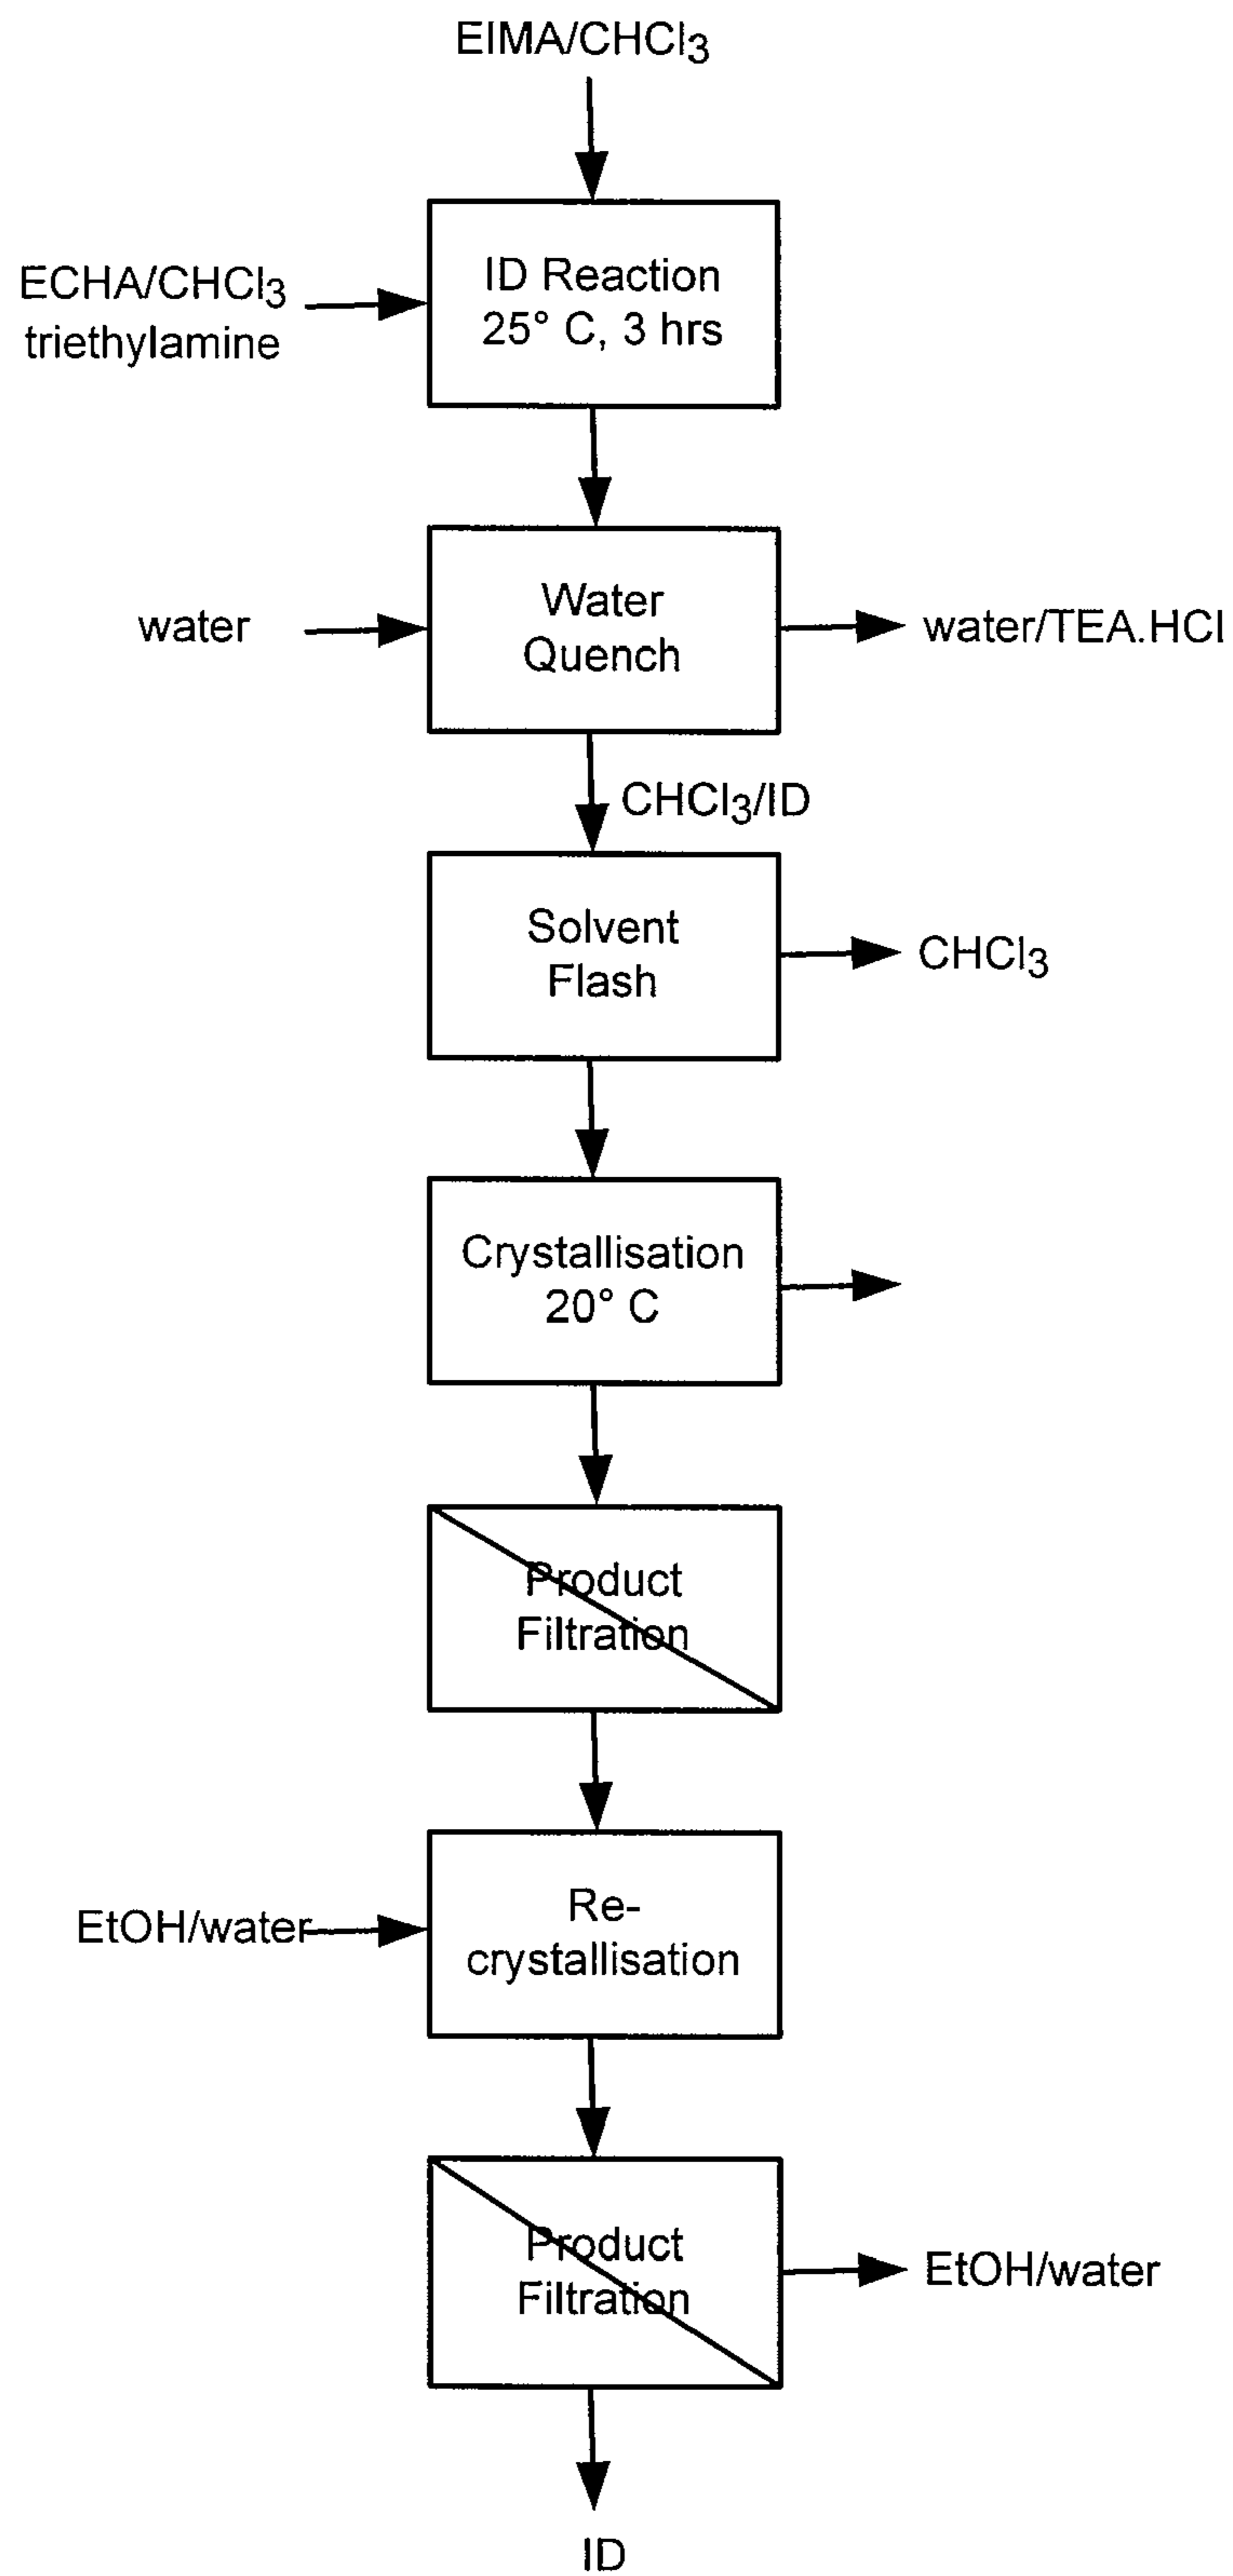 EIMA/CHCl₃
ID Reaction
25° C, 3 hrs
ECHA/CHCl₃
triethylamine
Water
Quench
water
water/TEA.HCl
CHCl₃/ID
Solvent
Flash
CHCl₃
Crystallisation
20° C
Product
Filtration
Re-
crystallisation
EtOH/water
Product
Filtration
EtOH/water
ID